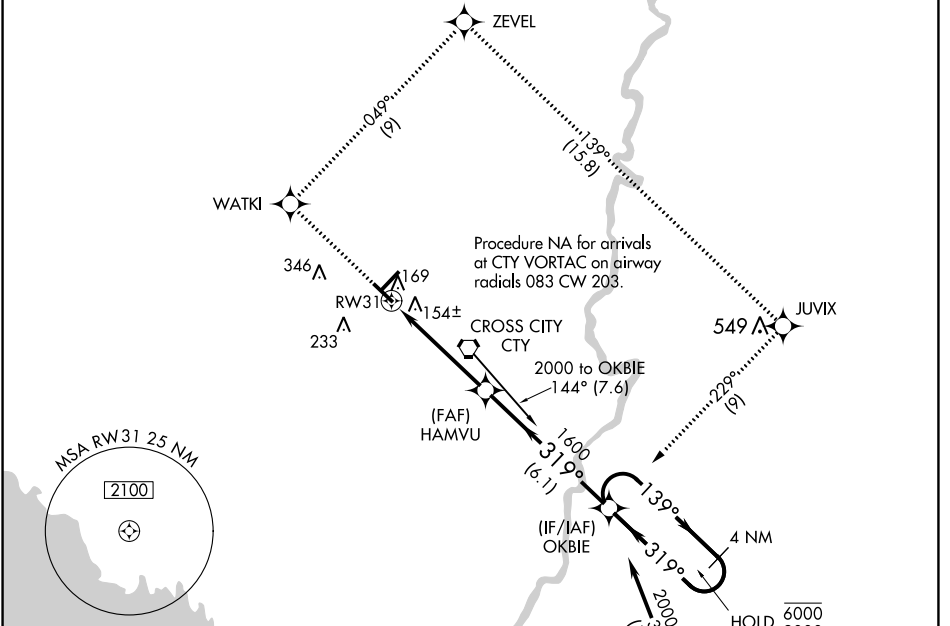 ZEVEL
049°
(9)
139°
(15.8)
WATKI
Procedure NA for arrivals
at CTY VORTAC on airway
radials 083 CW 203.
346
169
RW31
154±
233
JUVIX
549
CROSS CITY
CTY
2000 to OKBIE
144° (7.6)
229°
(9)
(FAF)
HAMVU
1600
319°
(6.1)
MSA RW31 25 NM
2100
139°
(IF/IAF)
OKBIE
4 NM
319°
2000
HOLD
6000